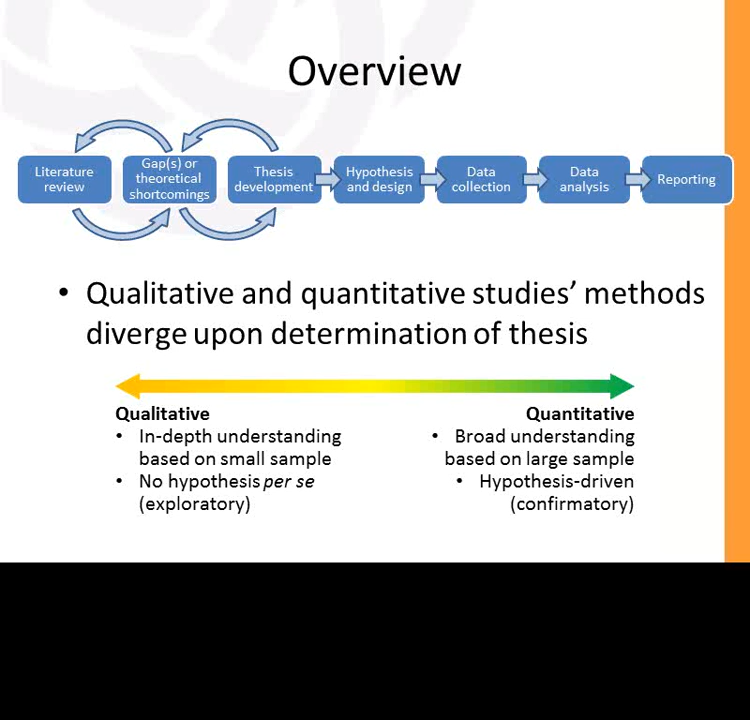 Overview
Literature
review
Gap(s) or
theoretical
shortcomings
Thesis
development
Hypothesis
and design
Data
collection
Data
analysis
Reporting
• Qualitative and quantitative studies’ methods
diverge upon determination of thesis
Qualitative
• In-depth understanding
based on small sample
• No hypothesis per se
(exploratory)
Quantitative
• Broad understanding
based on large sample
• Hypothesis-driven
(confirmatory)